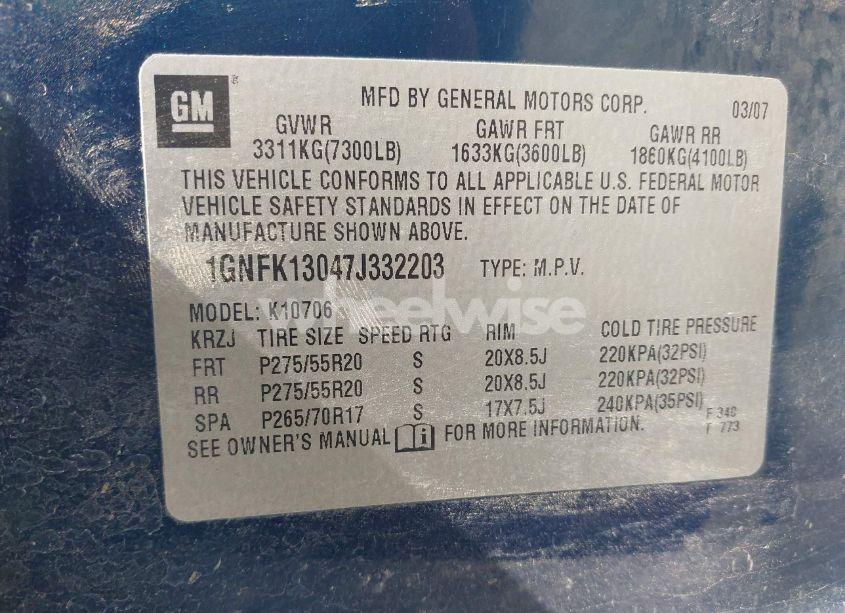 GM
MFD BY GENERAL MOTORS CORP. 03/07
GVWR GAWR FRT GAWR RR
3311KG(7300LB) 1633KG(3600LB) 1860KG(4100LB)
THIS VEHICLE CONFORMS TO ALL APPLICABLE U.S. FEDERAL MOTOR
VEHICLE SAFETY STANDARDS IN EFFECT ON THE DATE OF
MANUFACTURE SHOWN ABOVE.
1GNFK13047J332203 TYPE: M.P.V.
wheelwise
MODEL: K10706
KRZJ TIRE SIZE SPEED RTG RIM COLD TIRE PRESSURE
FRT P275/55R20 S 20X8.5J 220KPA(32PSI)
RR P275/55R20 S 20X8.5J 220KPA(32PSI)
SPA P265/70R17 S 17X7.5J 240KPA(35PSI)
F 340
T 773
SEE OWNER'S MANUAL FOR MORE INFORMATION.